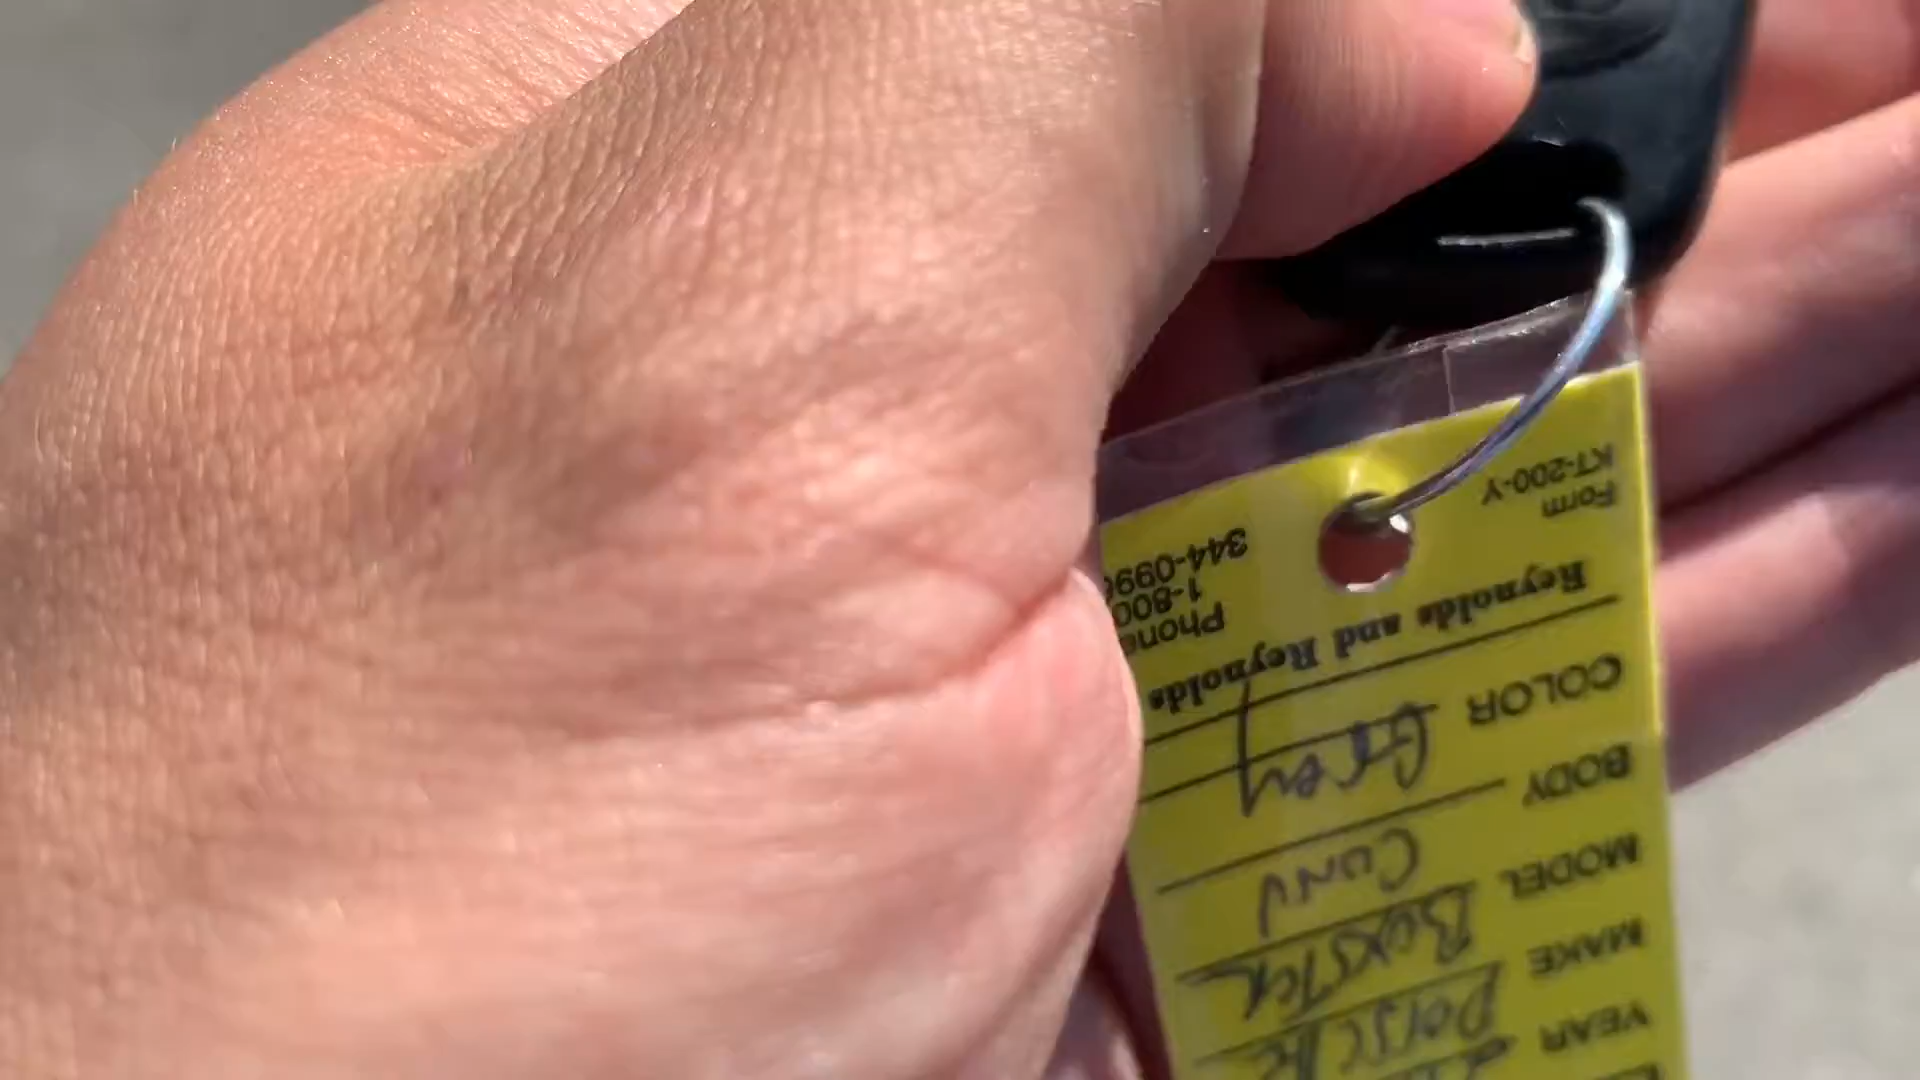 YEAR
MAKE Porsche
MODEL BoxsTer
BODY Conv
COLOR Grey
Reynolds and Reynolds
Form
KT-200-Y
Phone
1-800
344-099